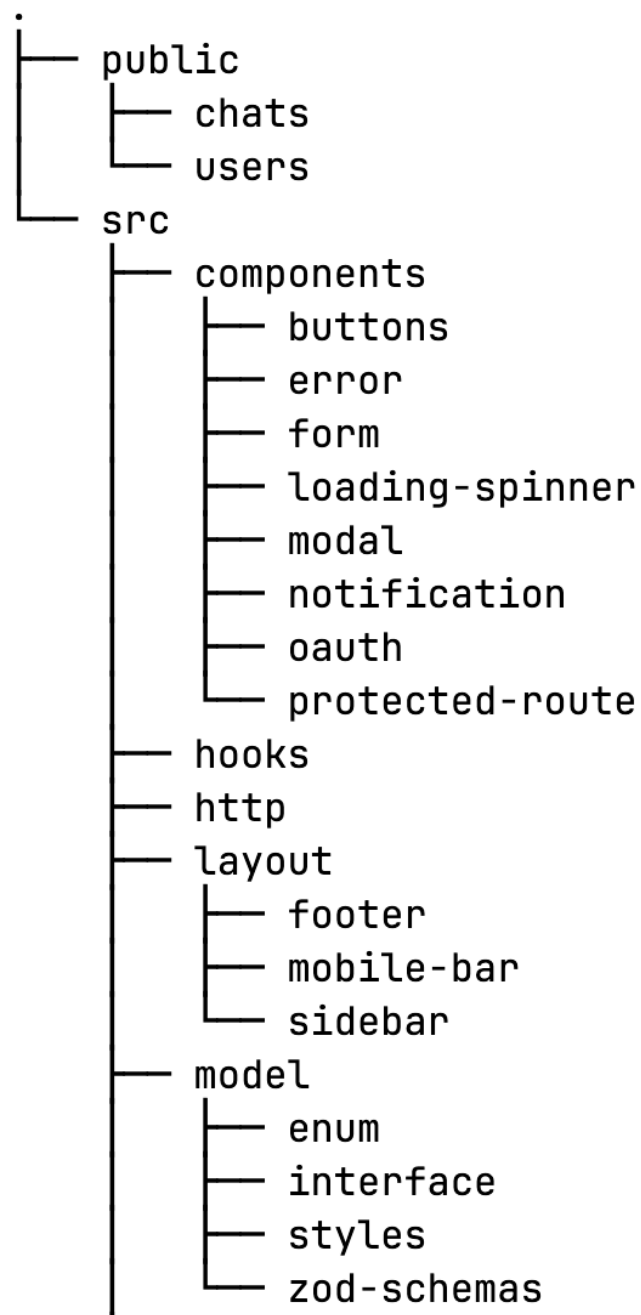 .
├── public
│   ├── chats
│   └── users
└── src
    ├── components
    │   ├── buttons
    │   ├── error
    │   ├── form
    │   ├── loading-spinner
    │   ├── modal
    │   ├── notification
    │   ├── oauth
    │   └── protected-route
    ├── hooks
    ├── http
    ├── layout
    │   ├── footer
    │   ├── mobile-bar
    │   └── sidebar
    ├── model
    │   ├── enum
    │   ├── interface
    │   ├── styles
    │   └── zod-schemas